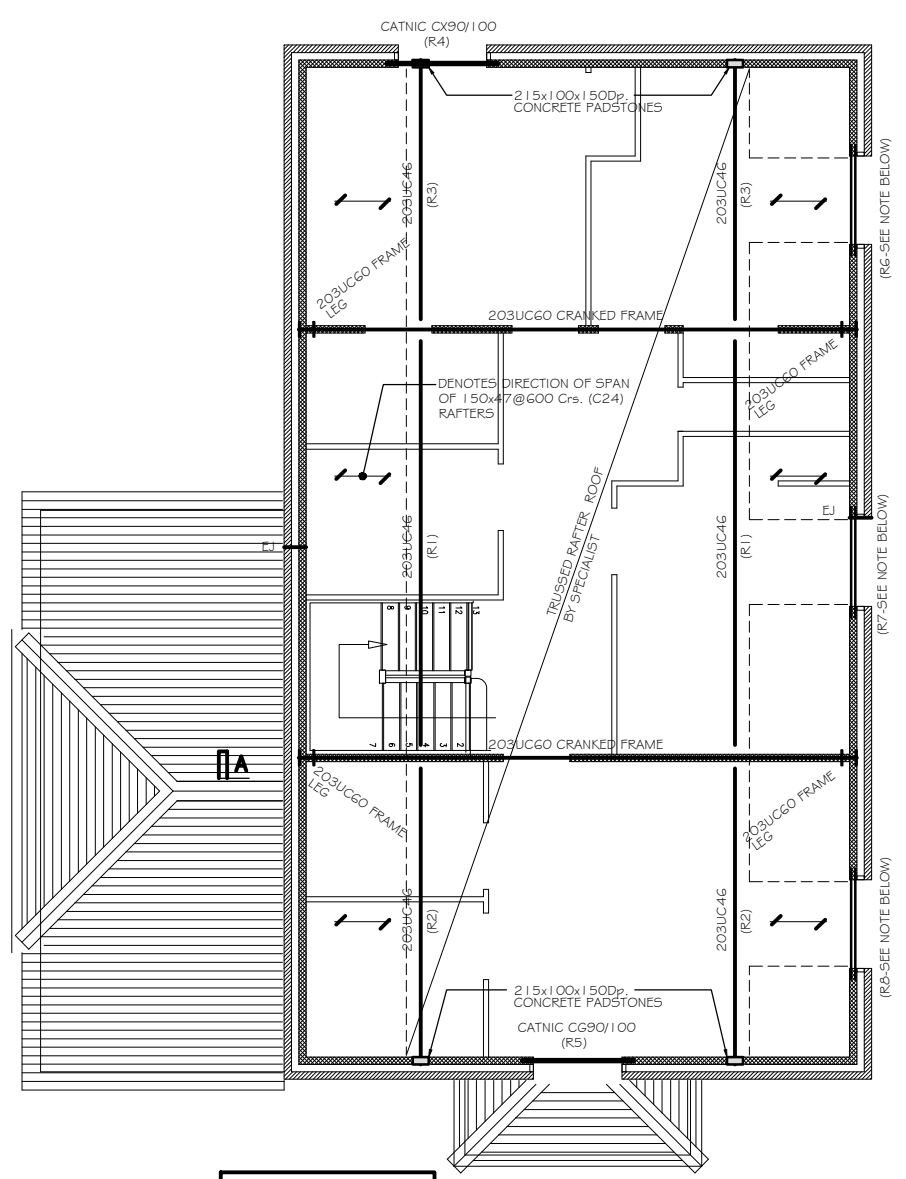 CATNIC CX90/100
(R4)
215x100x150Dp.
CONCRETE PADSTONES
203UC46
(R3)
203UC46
(R3)
(R6-SEE NOTE BELOW)
203UC60 FRAME
LEG
203UC60 CRANKED FRAME
203UC60 FRAME
LEG
DENOTES DIRECTION OF SPAN
OF 150x47@600 Crs. (C24)
RAFTERS
TRUSSED RAFTER ROOF
BY SPECIALIST
203UC46
(R1)
203UC46
(R1)
EJ
EJ
(R7-SEE NOTE BELOW)
8 9 10 11 12 13
7 6 5 4 3 2
203UC60 CRANKED FRAME
A
203UC60 FRAME
LEG
203UC60 FRAME
LEG
203UC46
(R2)
203UC46
(R2)
(R8-SEE NOTE BELOW)
215x100x150Dp.
CONCRETE PADSTONES
CATNIC CG90/100
(R5)